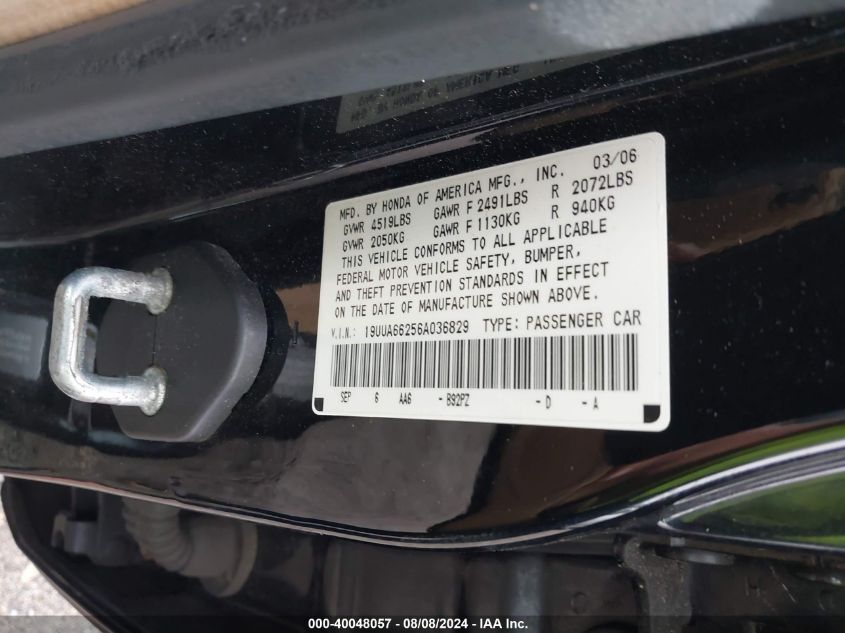 MFD. BY HONDA OF AMERICA MFG., INC. 03/06
GVWR 4519LBS GAWR F 2491LBS R 2072LBS
GVWR 2050KG GAWR F 1130KG R 940KG
THIS VEHICLE CONFORMS TO ALL APPLICABLE
FEDERAL MOTOR VEHICLE SAFETY, BUMPER,
AND THEFT PREVENTION STANDARDS IN EFFECT
ON THE DATE OF MANUFACTURE SHOWN ABOVE.
V.I.N.: 19UUA66256A036829 TYPE: PASSENGER CAR
SEP 6 AA6 - B92PZ - D - A
000-40048057 - 08/08/2024 - IAA Inc.